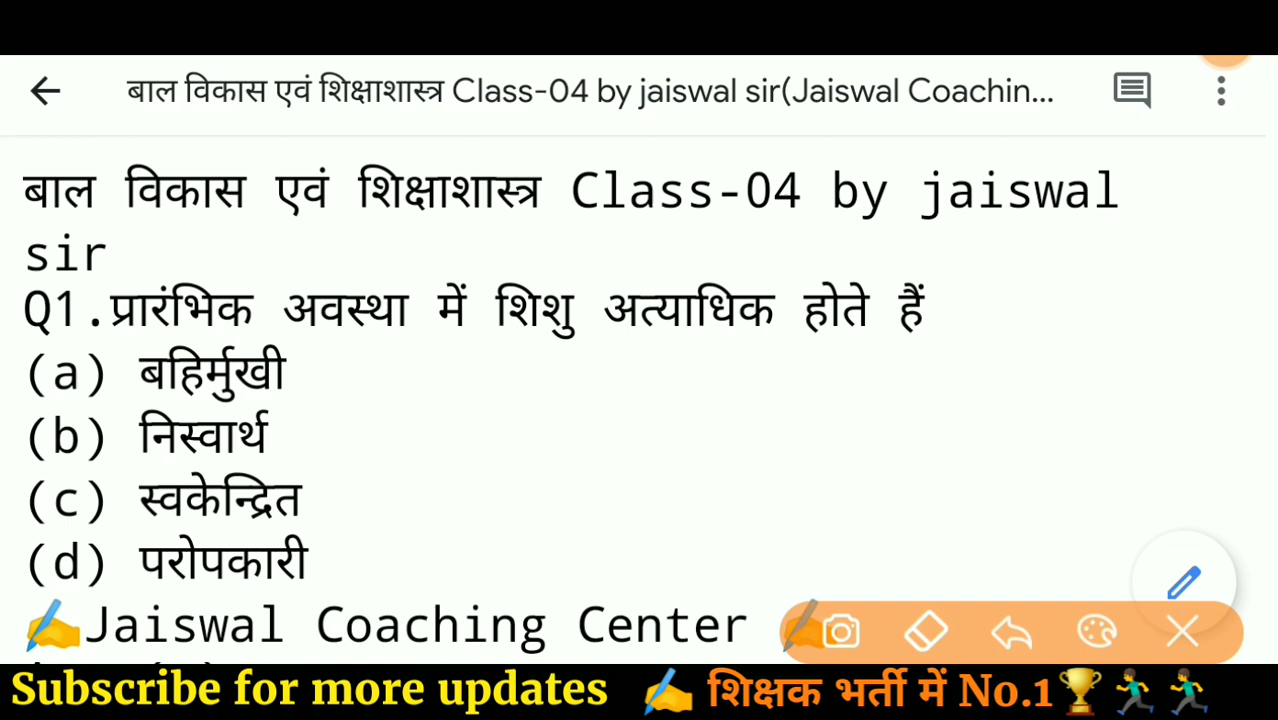 बाल विकास एवं शिक्षाशास्त्र Class-04 by jaiswal sir(Jaiswal Coachin...
बाल विकास एवं शिक्षाशास्त्र Class-04 by jaiswal
sir
Q1.प्रारंभिक अवस्था में शिशु अत्याधिक होते हैं
(a) बहिर्मुखी
(b) निस्वार्थ
(c) स्वकेन्द्रित
(d) परोपकारी
✍️Jaiswal Coaching Center ✍️
Subscribe for more updates ✍️ शिक्षक भर्ती में No.1🏆🏃‍♂️🏃‍♂️